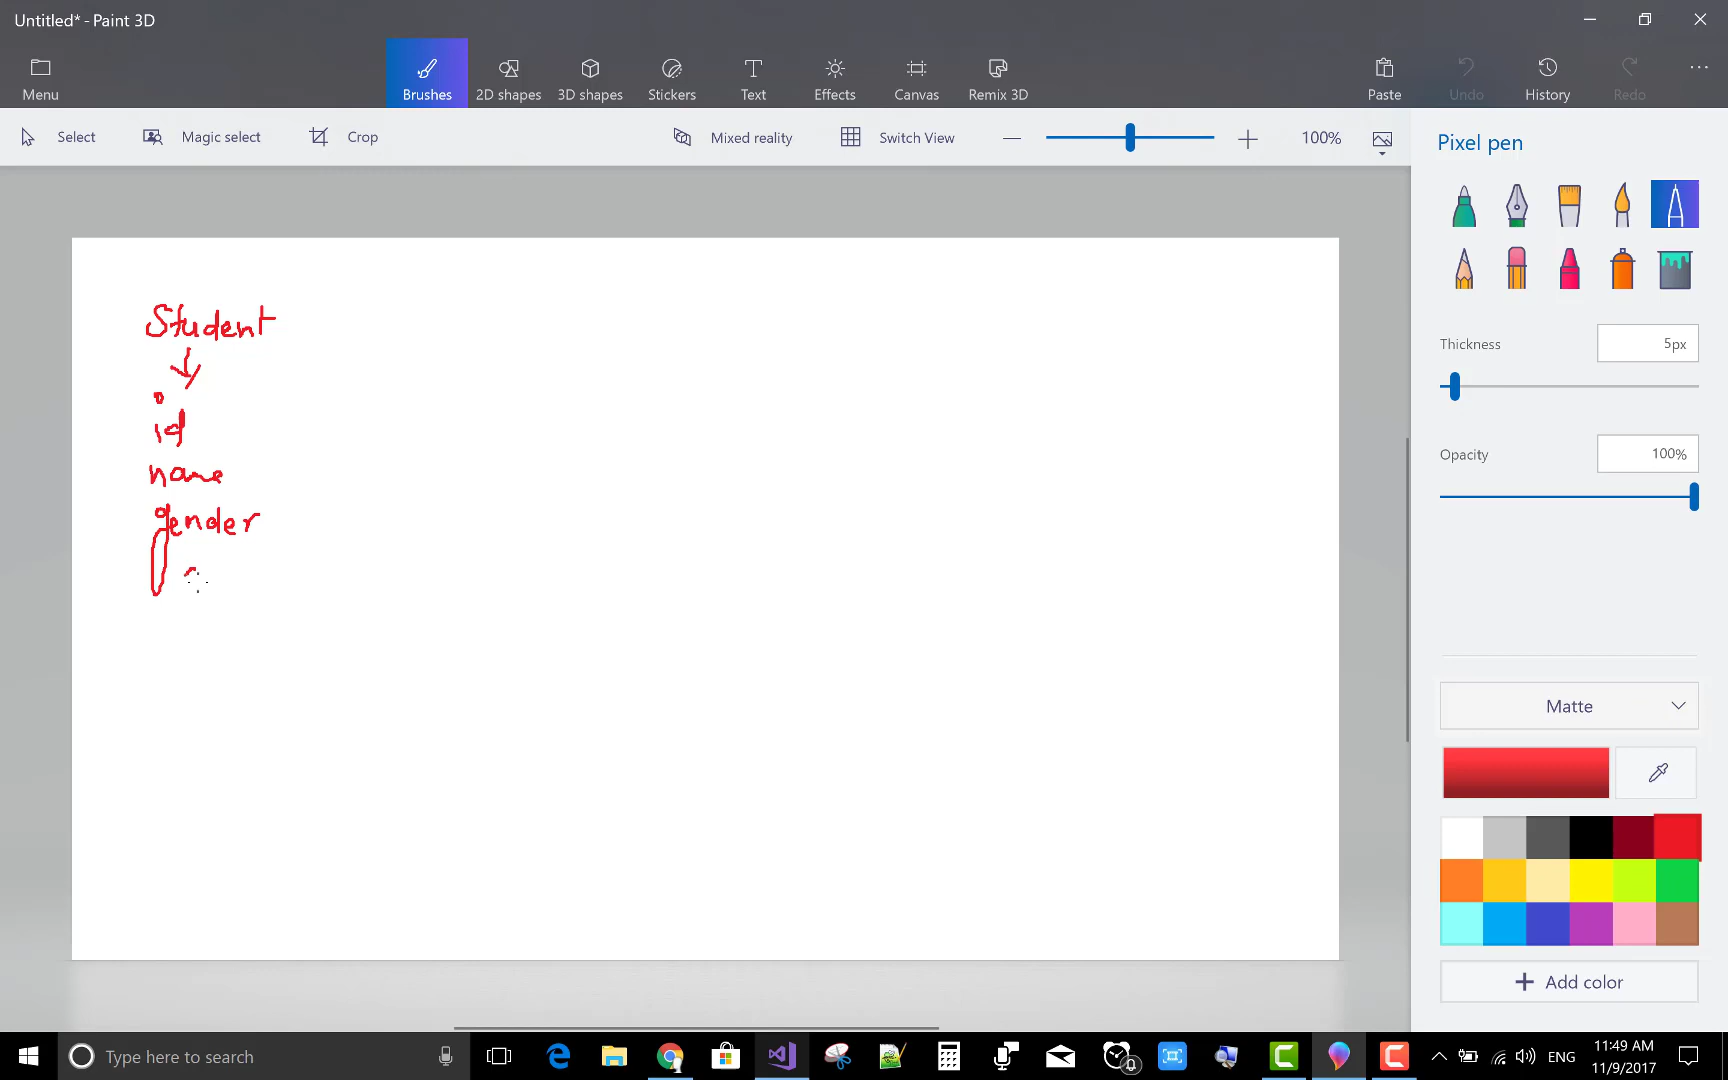 Untitled* - Paint 3D
Menu
Brushes
2D shapes
3D shapes
Stickers
Text
Effects
Canvas
Remix 3D
Paste
Undo
History
Redo
Select
Magic select
Crop
Mixed reality
Switch View
100%
Pixel pen
Thickness
5px
Opacity
100%
Matte
Add color
Student
id
name
gender
Type here to search
ENG
11:49 AM
11/9/2017